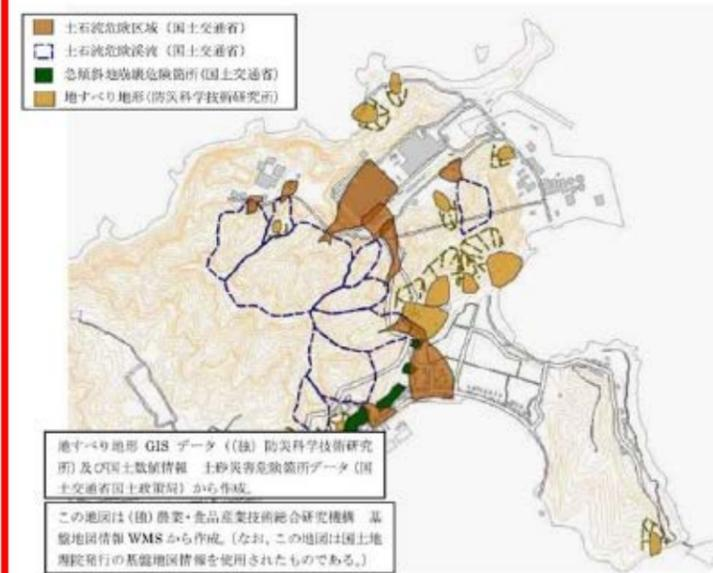 土石流危険区域（国土交通省）
土石流危険渓流（国土交通省）
急傾斜地崩壊危険箇所(国土交通省)
地すべり地形(防災科学技術研究所)
地すべり地形 GIS データ（(独）防災科学技術研究
所）及び国土数値情報　土砂災害危険箇所データ（国
土交通省国土政策局）から作成。
この地図は（独）農業・食品産業技術総合研究機構　基
盤地図情報 WMS から作成。（なお、この地図は国土地
理院発行の基盤地図情報を使用されたものである。）